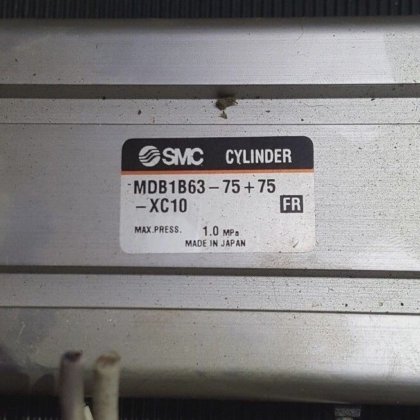 SMC CYLINDER
MDB1B63-75+75
-XC10 FR
MAX.PRESS. 1.0 MPa
MADE IN JAPAN